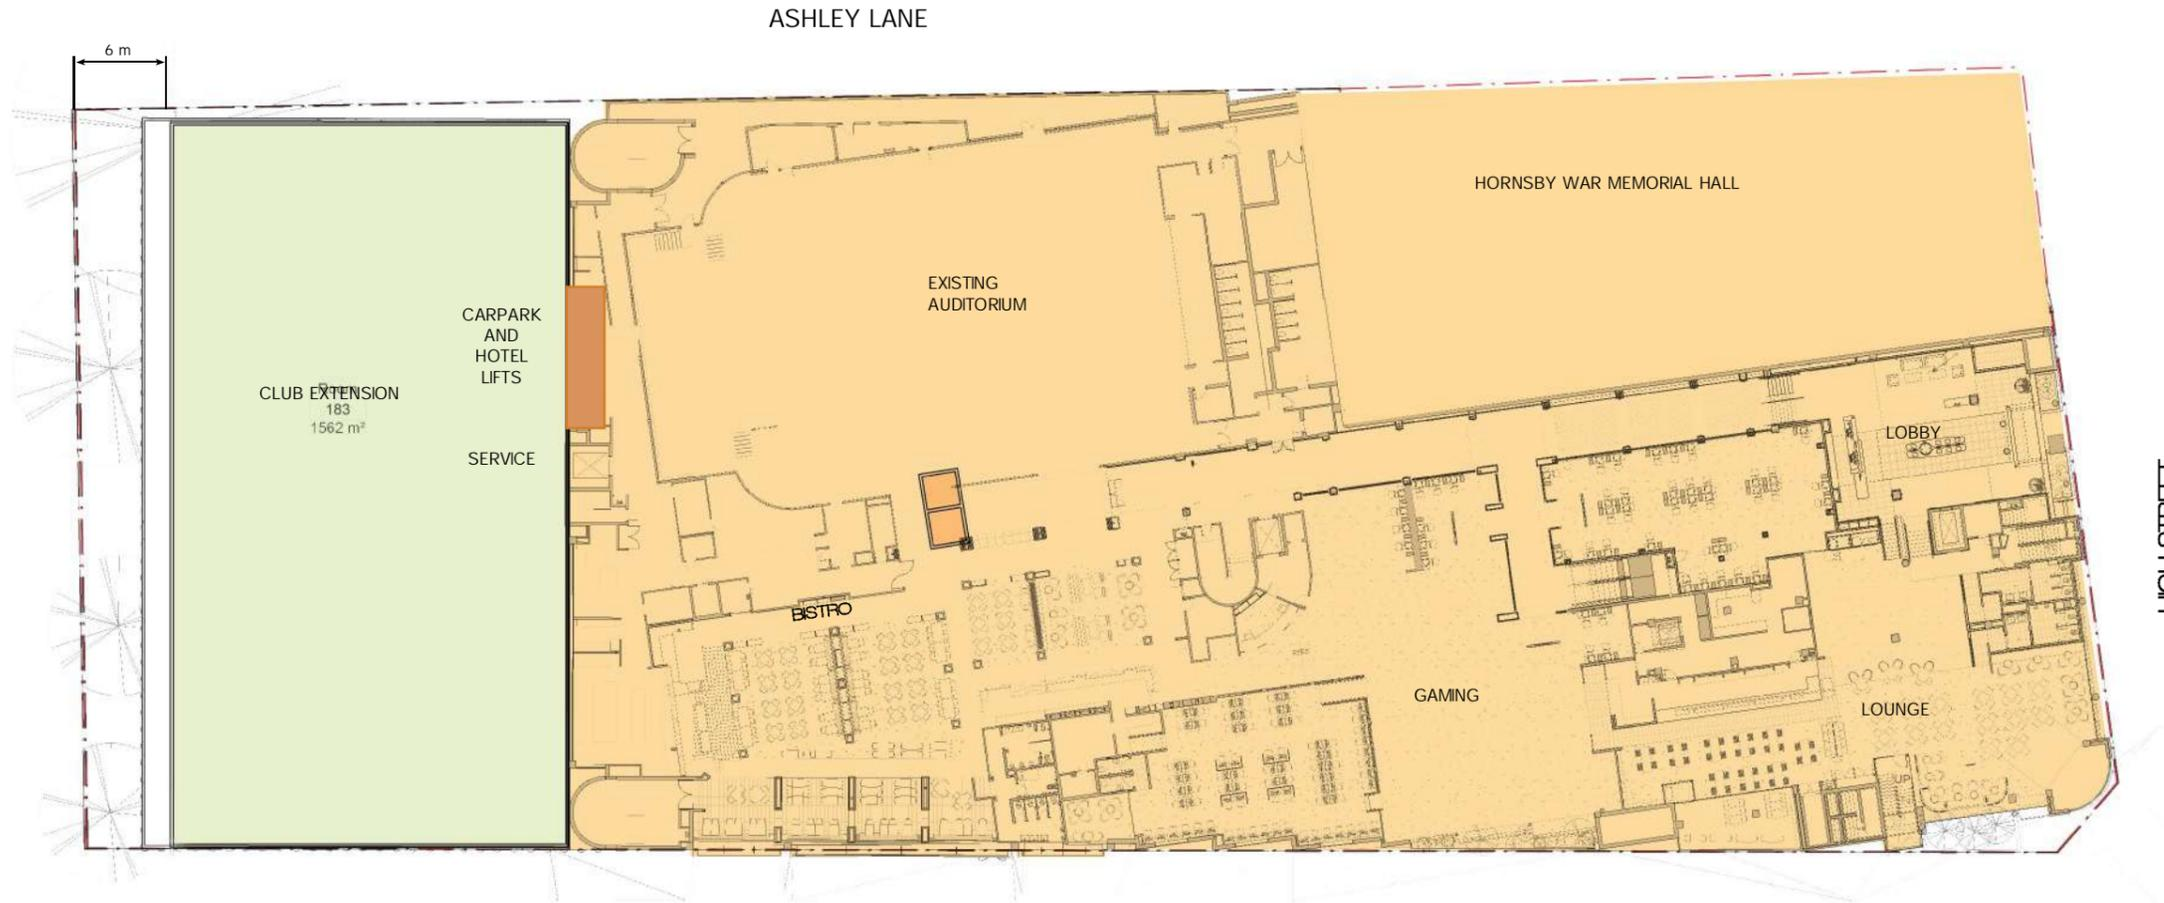 ASHLEY LANE
6 m
HORNSBY WAR MEMORIAL HALL
EXISTING
AUDITORIUM
CARPARK
AND
HOTEL
LIFTS
CLUB EXTENSION
183
1562 m²
SERVICE
LOBBY
BISTRO
GAMING
LOUNGE
UP